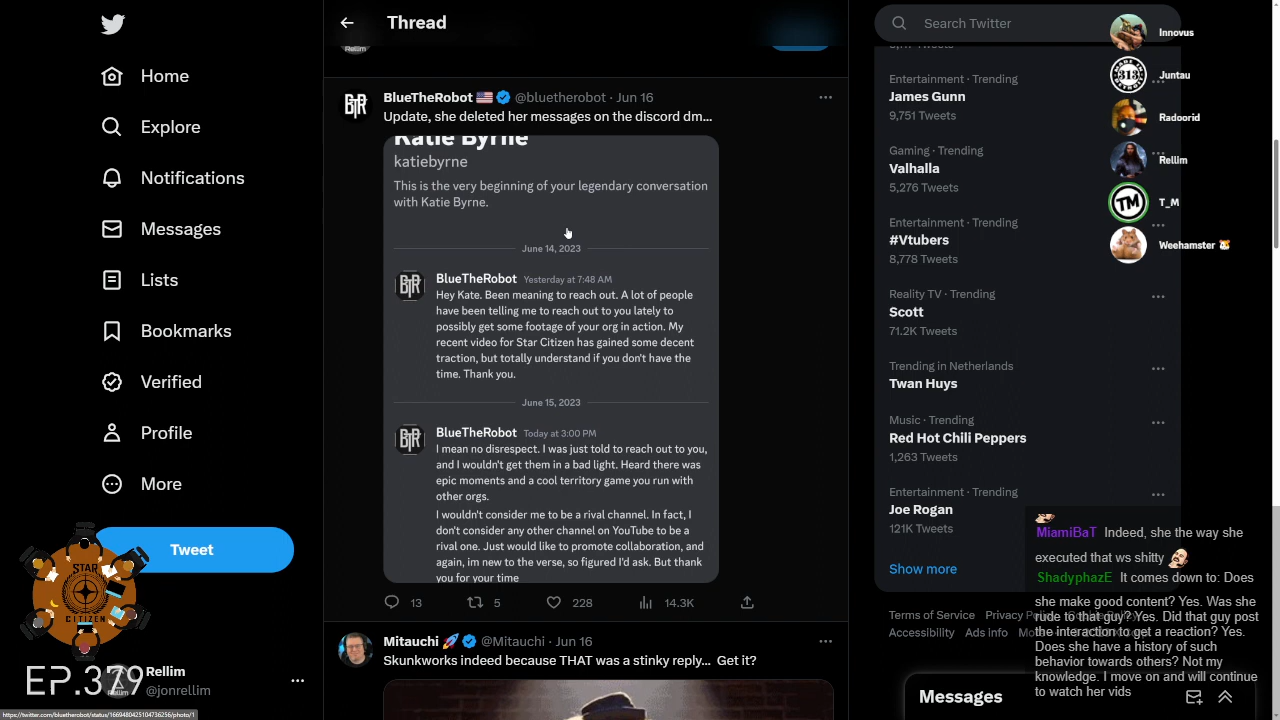 Home
Explore
Notifications
Messages
Lists
Bookmarks
Verified
Profile
More
Tweet
STAR
CITIZEN
EP.379
Rellim
@jonrellim
https://twitter.com/bluetherobot/status/1669480425104736256/photo/1
Thread
Rellim
BlueTheRobot 🇺🇸 @bluetherobot · Jun 16
Update, she deleted her messages on the discord dm...
Katie Byrne
katiebyrne
This is the very beginning of your legendary conversation
with Katie Byrne.
June 14, 2023
BTR
BlueTheRobot Yesterday at 7:48 AM
Hey Kate. Been meaning to reach out. A lot of people
have been telling me to reach out to you lately to
possibly get some footage of your org in action. My
recent video for Star Citizen has gained some decent
traction, but totally understand if you don't have the
time. Thank you.
June 15, 2023
BTR
BlueTheRobot Today at 3:00 PM
I mean no disrespect. I was just told to reach out to you,
and I wouldn't get them in a bad light. Heard there was
epic moments and a cool territory game you run with
other orgs.
I wouldn't consider me to be a rival channel. In fact, I
don't consider any other channel on YouTube to be a
rival one. Just would like to promote collaboration, and
again, im new to the verse, so figured I'd ask. But thank
you for your time
13 5 228 14.3K
Mitauchi 🚀 @Mitauchi · Jun 16
Skunkworks indeed because THAT was a stinky reply... Get it?
Search Twitter
Entertainment · Trending
James Gunn
9,751 Tweets
Gaming · Trending
Valhalla
5,276 Tweets
Entertainment · Trending
#Vtubers
8,778 Tweets
Reality TV · Trending
Scott
71.2K Tweets
Trending in Netherlands
Twan Huys
Music · Trending
Red Hot Chili Peppers
1,263 Tweets
Entertainment · Trending
Joe Rogan
121K Tweets
Show more
Terms of Service Privacy
Accessibility Ads info
Messages
Innovus
313
Juntau
Radoorid
Rellim
TM
T_M
Weehamster 🐹
MiamiBaT Indeed, she the way she
executed that ws shitty
ShadyphazE It comes down to: Does
she make good content? Yes. Was she
rude to that guy? Yes. Did that guy post
the interaction to get a reaction? Yes.
Does she have a history of such
behavior towards others? Not my
knowledge. I move on and will continue
to watch her vids